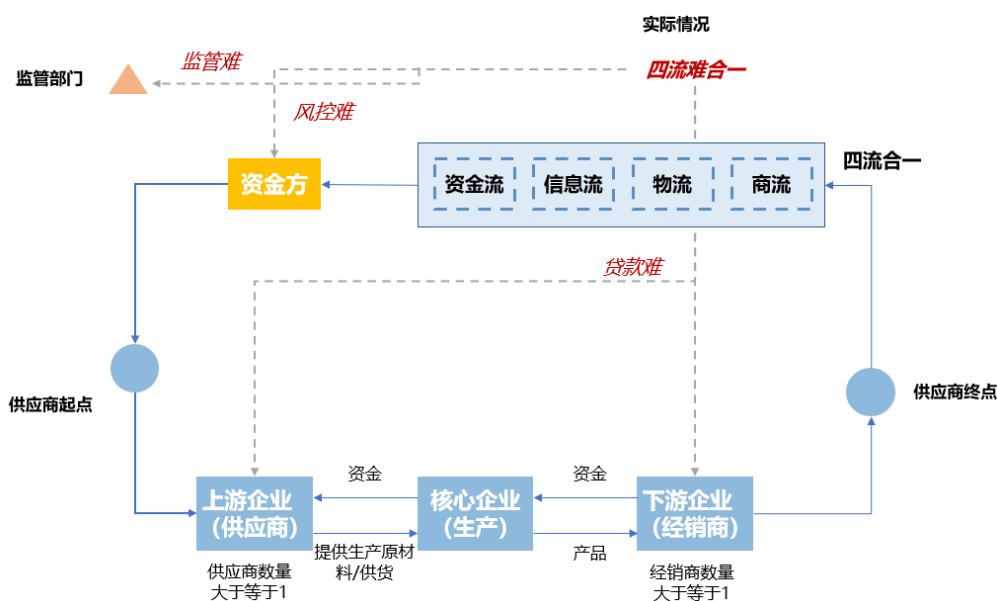 实际情况
监管部门
监管难
四流难合一
风控难
资金方
资金流
信息流
物流
商流
四流合一
贷款难
供应商起点
供应商终点
上游企业
（供应商）
资金
核心企业
（生产）
资金
下游企业
（经销商）
提供生产原材
料/供货
产品
供应商数量
大于等于1
经销商数量
大于等于1